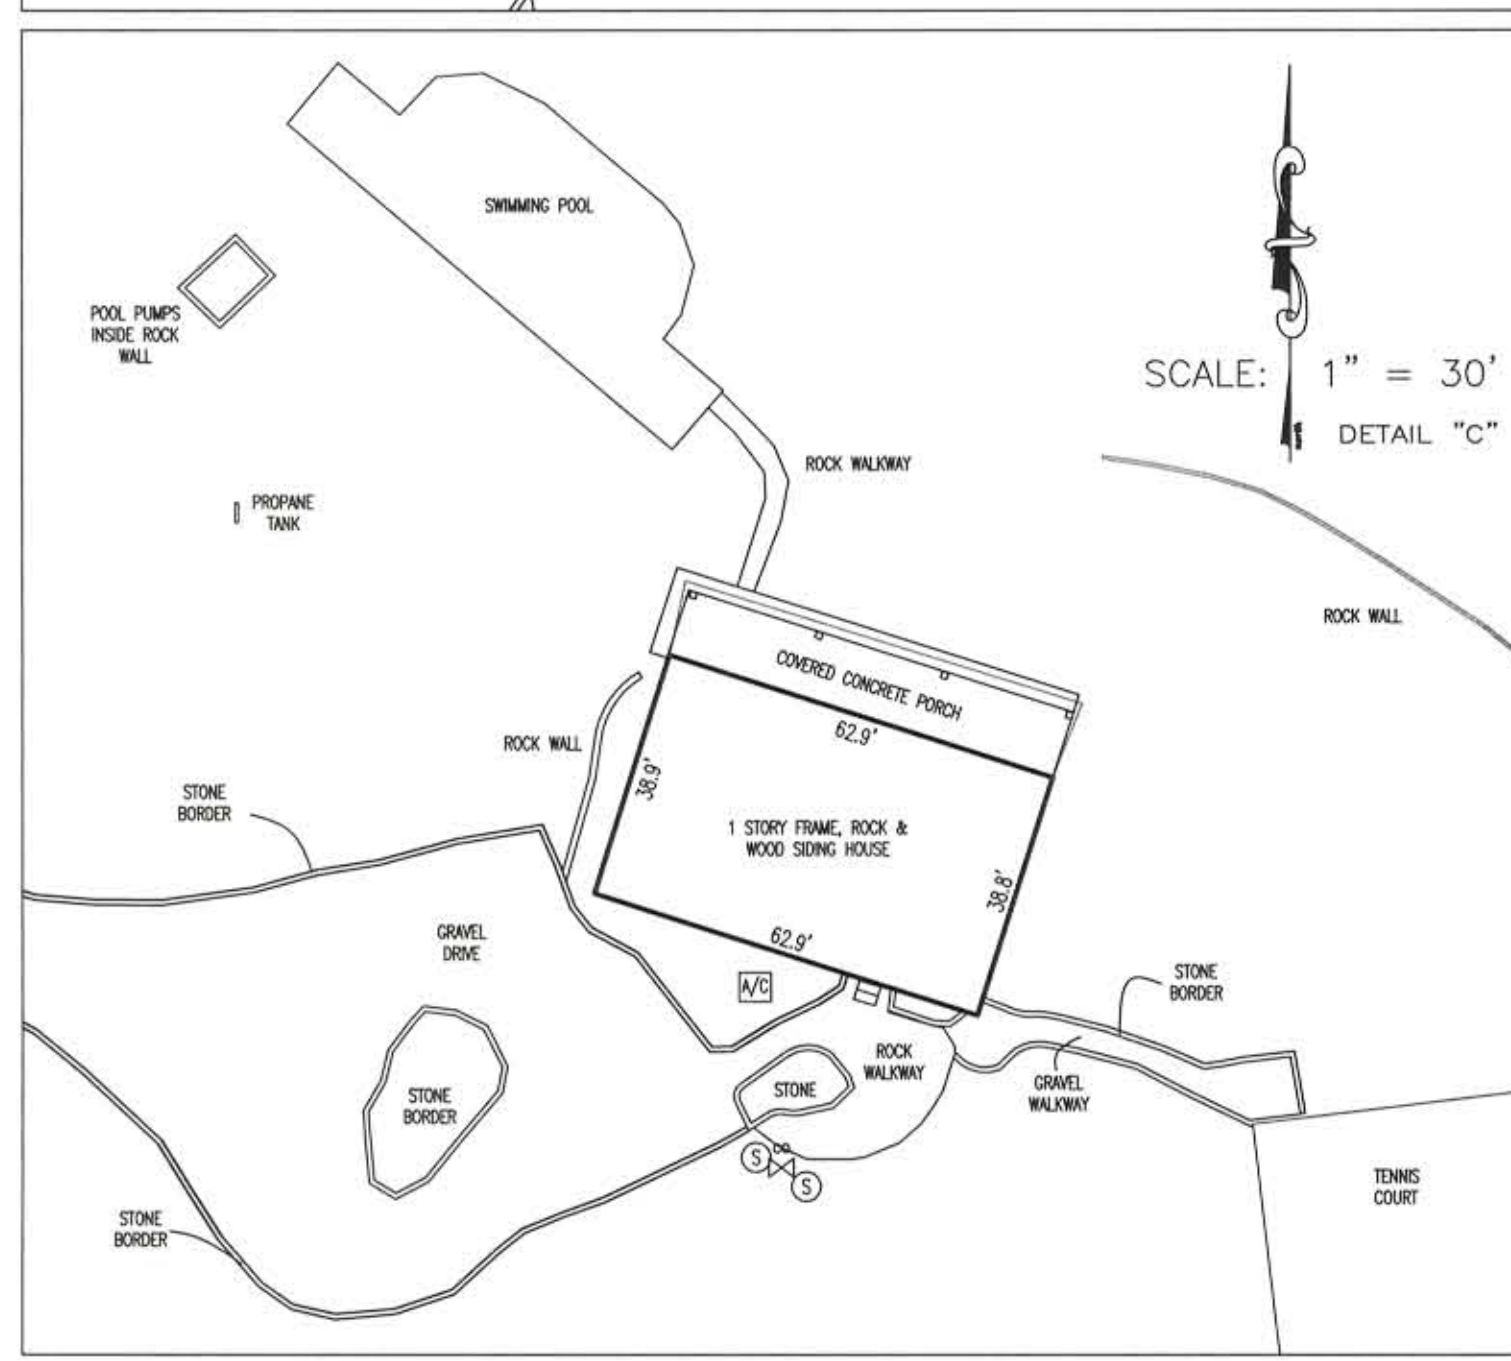 SWIMMING POOL
POOL PUMPS
INSIDE ROCK
WALL
SCALE: 1" = 30'
north
DETAIL "C"
ROCK WALKWAY
PROPANE
TANK
ROCK WALL
COVERED CONCRETE PORCH
62.9'
ROCK WALL
38.9'
STONE
BORDER
1 STORY FRAME, ROCK &
WOOD SIDING HOUSE
38.8'
GRAVEL
DRIVE
62.9'
A/C
STONE
BORDER
ROCK
WALKWAY
STONE
GRAVEL
WALKWAY
STONE
BORDER
S
S
TENNIS
COURT
STONE
BORDER